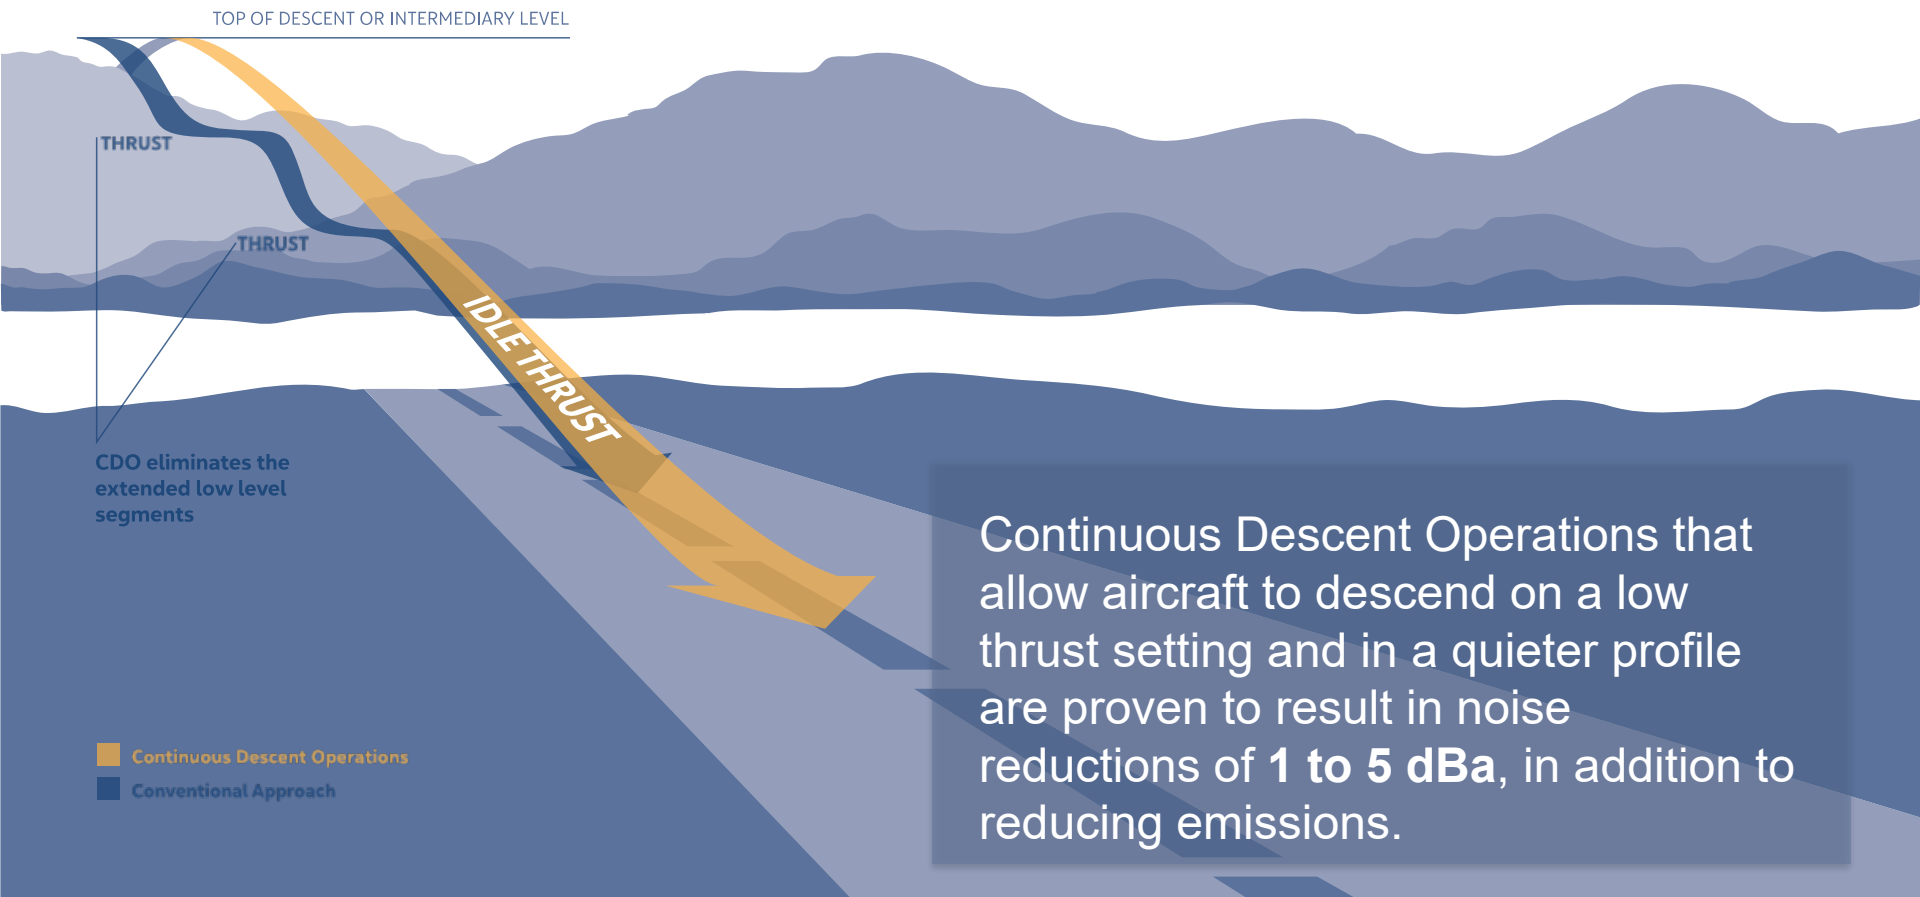 TOP OF DESCENT OR INTERMEDIARY LEVEL
THRUST
THRUST
IDLE THRUST
CDO eliminates the
extended low level
segments
Continuous Descent Operations that
allow aircraft to descend on a low
thrust setting and in a quieter profile
are proven to result in noise
reductions of 1 to 5 dBa, in addition to
reducing emissions.
Continuous Descent Operations
Conventional Approach